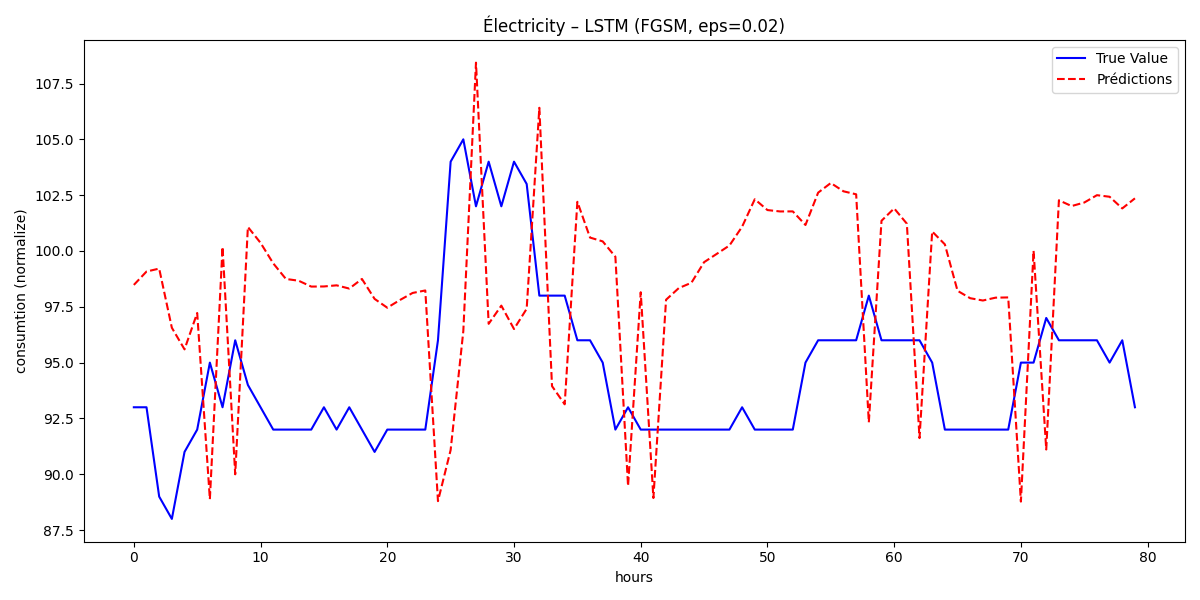 Électricity – LSTM (FGSM, eps=0.02)
True Value
Prédictions
consumtion (normalize)
107.5
105.0
102.5
100.0
97.5
95.0
92.5
90.0
87.5
0 10 20 30 40 50 60 70 80
hours